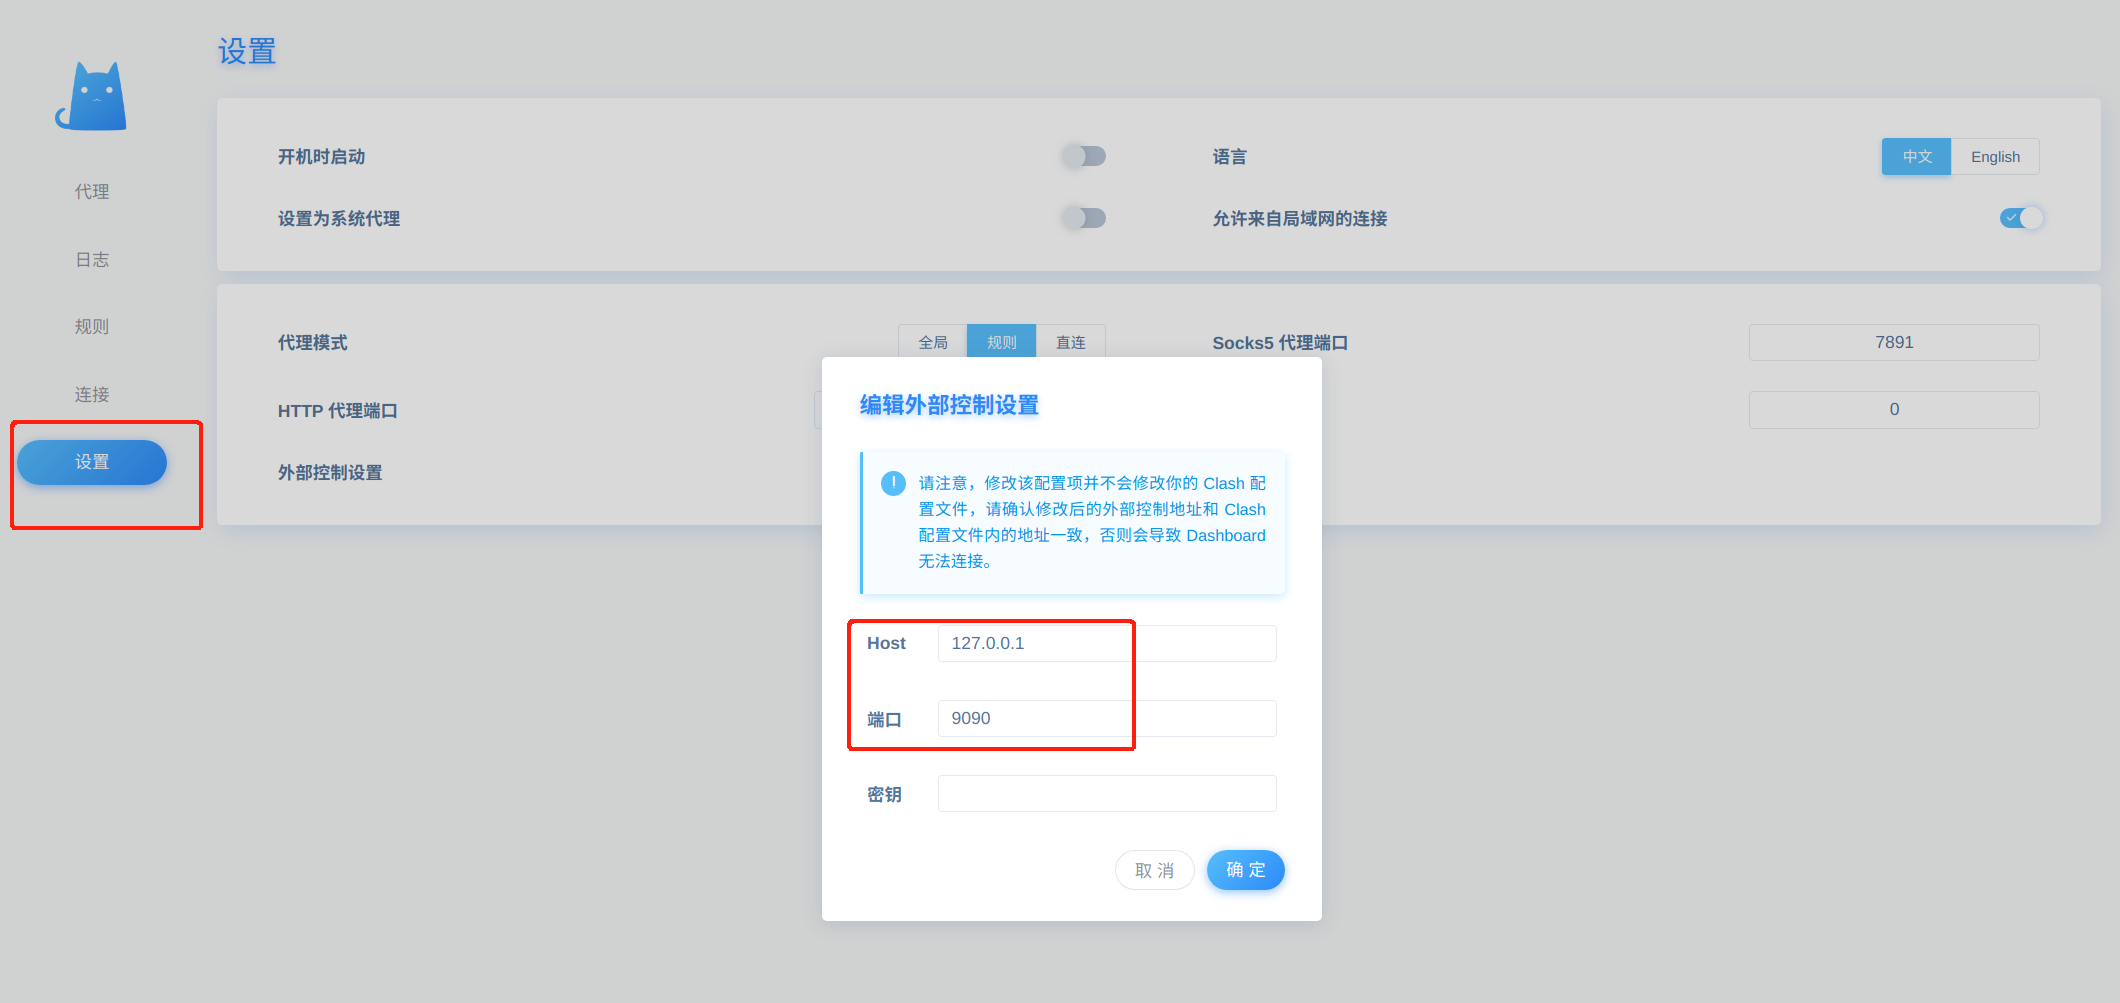 设置
代理
日志
规则
连接
设置
开机时启动
语言
中文
English
设置为系统代理
允许来自局域网的连接
代理模式
全局
规则
直连
Socks5 代理端口
7891
HTTP 代理端口
0
外部控制设置
编辑外部控制设置
请注意，修改该配置项并不会修改你的 Clash 配
置文件，请确认修改后的外部控制地址和 Clash
配置文件内的地址一致，否则会导致 Dashboard
无法连接。
Host
127.0.0.1
端口
9090
密钥
取 消
确 定